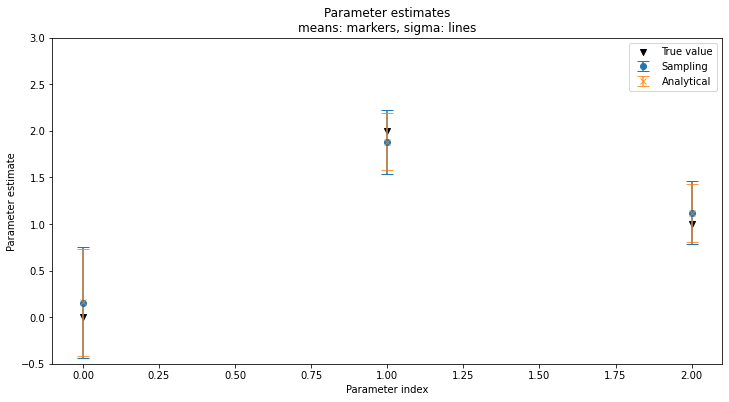 Parameter estimates
means: markers, sigma: lines
3.0
2.5
2.0
1.5
1.0
0.5
0.0
−0.5
Parameter estimate
True value
Sampling
Analytical
0.00 0.25 0.50 0.75 1.00 1.25 1.50 1.75 2.00
Parameter index